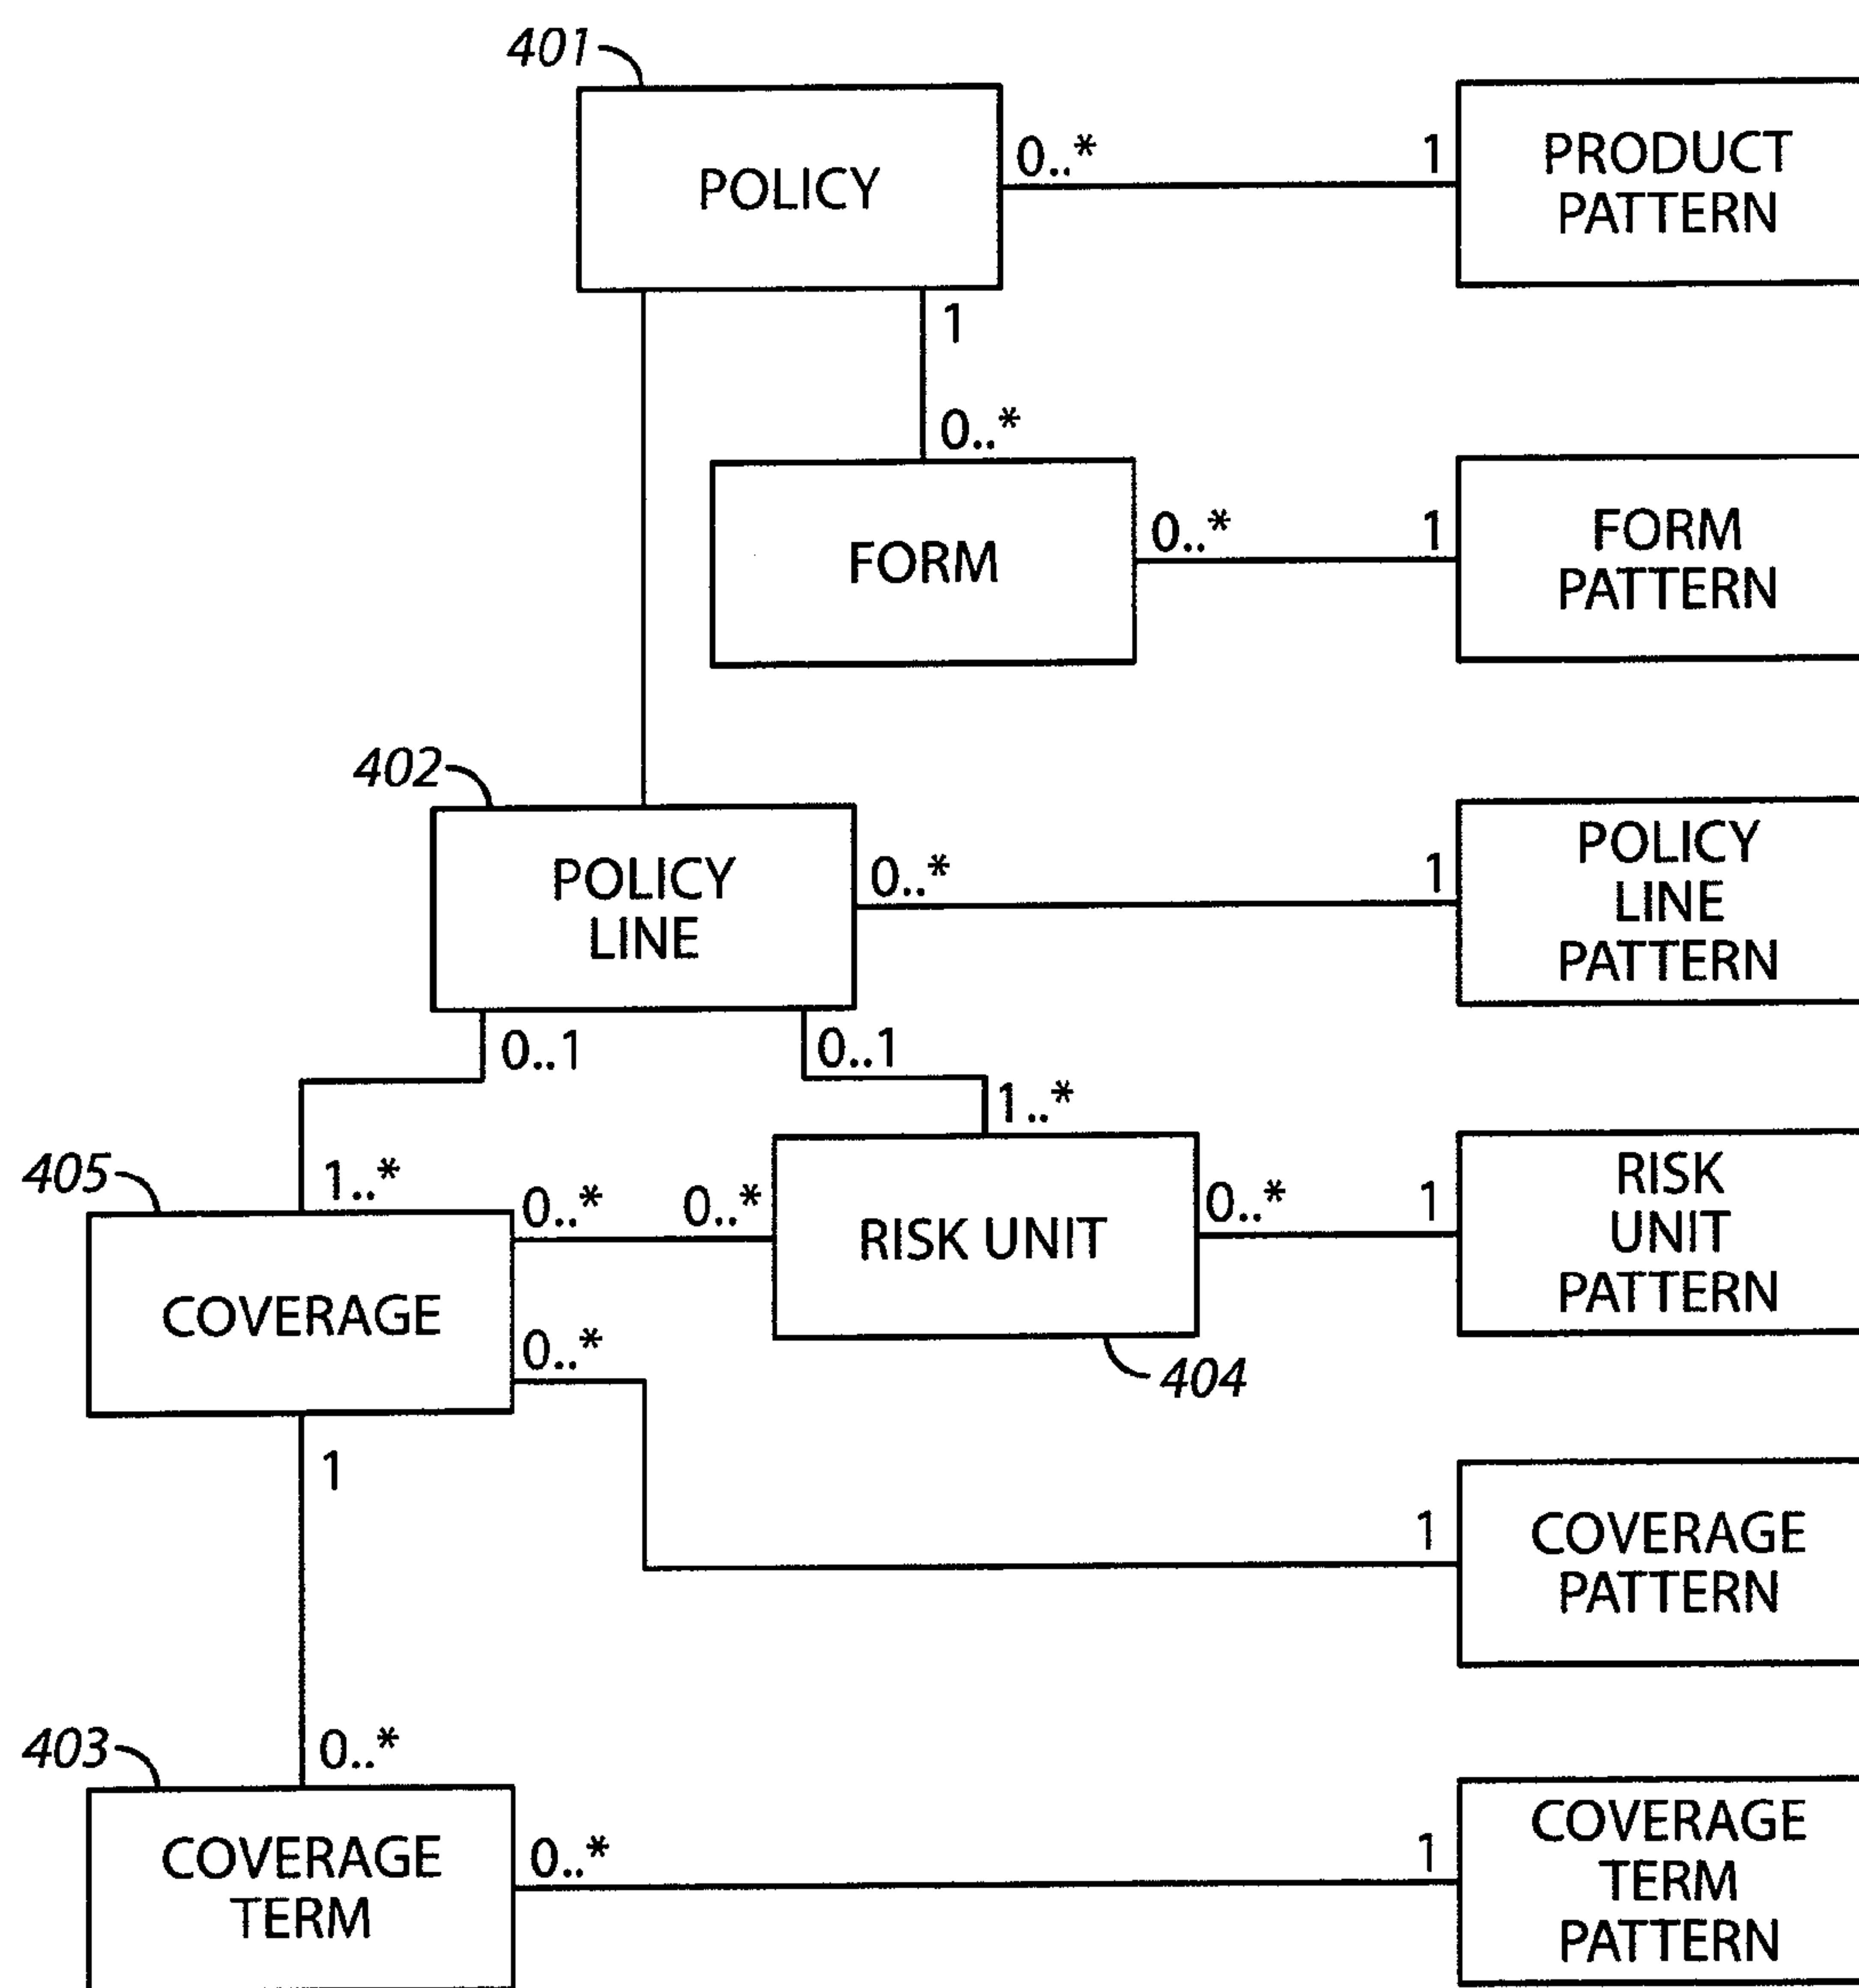 401
POLICY
0..*
1
PRODUCT
PATTERN
1
0..*
FORM
0..*
1
FORM
PATTERN
402
POLICY
LINE
0..*
1
POLICY
LINE
PATTERN
0..1
0..1
1..*
405
1..*
0..*
0..*
COVERAGE
RISK UNIT
0..*
1
RISK
UNIT
PATTERN
0..*
404
1
1
COVERAGE
PATTERN
403
0..*
COVERAGE
TERM
0..*
1
COVERAGE
TERM
PATTERN